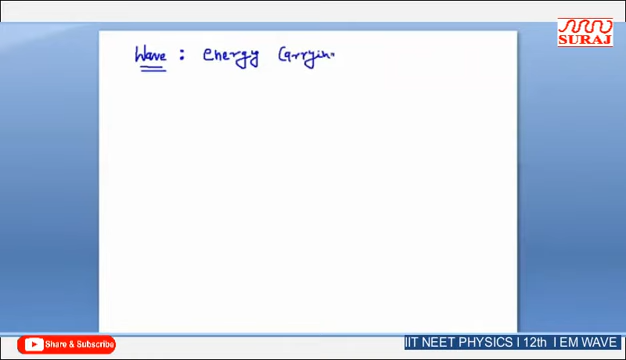 SURAJ
Wave : energy Carryin
Share & Subscribe
IIT NEET PHYSICS I 12th I EM WAVE